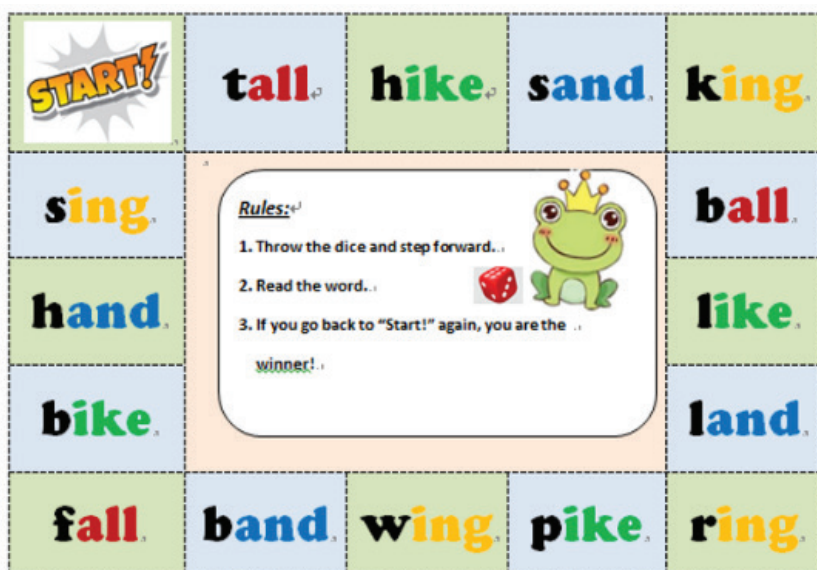 START! tall hike sand king
sing ball
Rules:
1. Throw the dice and step forward.
2. Read the word.
3. If you go back to “Start!” again, you are the
winner!
hand like
bike land
fall band wing pike ring